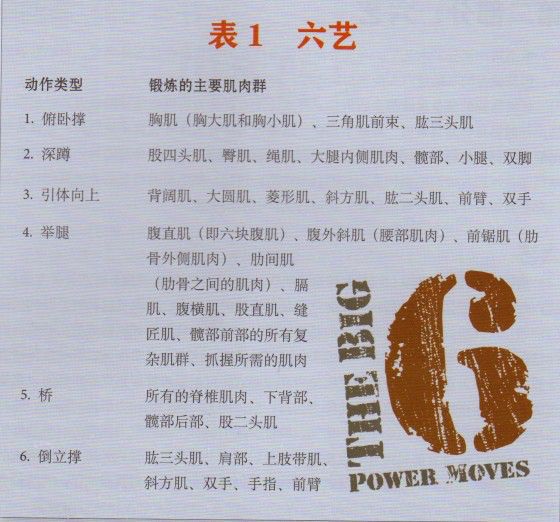 表1 六艺
动作类型 锻炼的主要肌肉群
1. 俯卧撑 胸肌（胸大肌和胸小肌）、三角肌前束、肱三头肌
2. 深蹲 股四头肌、臀肌、绳肌、大腿内侧肌肉、髋部、小腿、双脚
3. 引体向上 背阔肌、大圆肌、菱形肌、斜方肌、肱二头肌、前臂、双手
4. 举腿 腹直肌（即六块腹肌）、腹外斜肌（腰部肌肉）、前锯肌（肋
骨外侧肌肉）、肋间肌
（肋骨之间的肌肉）、膈
肌、腹横肌、股直肌、缝
匠肌、髋部前部的所有复
杂肌群、抓握所需的肌肉
5. 桥 所有的脊椎肌肉、下背部、
髋部后部、股二头肌
6. 倒立撑 肱三头肌、肩部、上肢带肌、
斜方肌、双手、手指、前臂
THE BIG
6
POWER MOVES